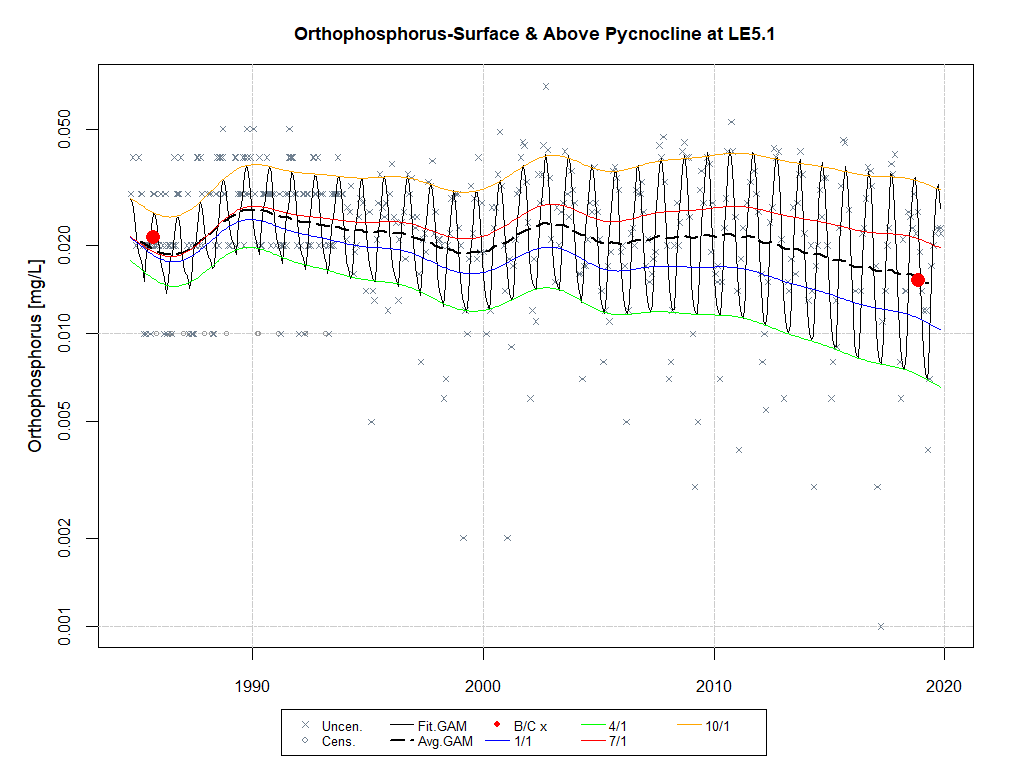 Orthophosphorus-Surface & Above Pycnocline at LE5.1
Orthophosphorus [mg/L]
0.050
0.020
0.010
0.005
0.002
0.001
1990 2000 2010 2020
Uncen. Fit.GAM B/C x 4/1 10/1
Cens. Avg.GAM 1/1 7/1